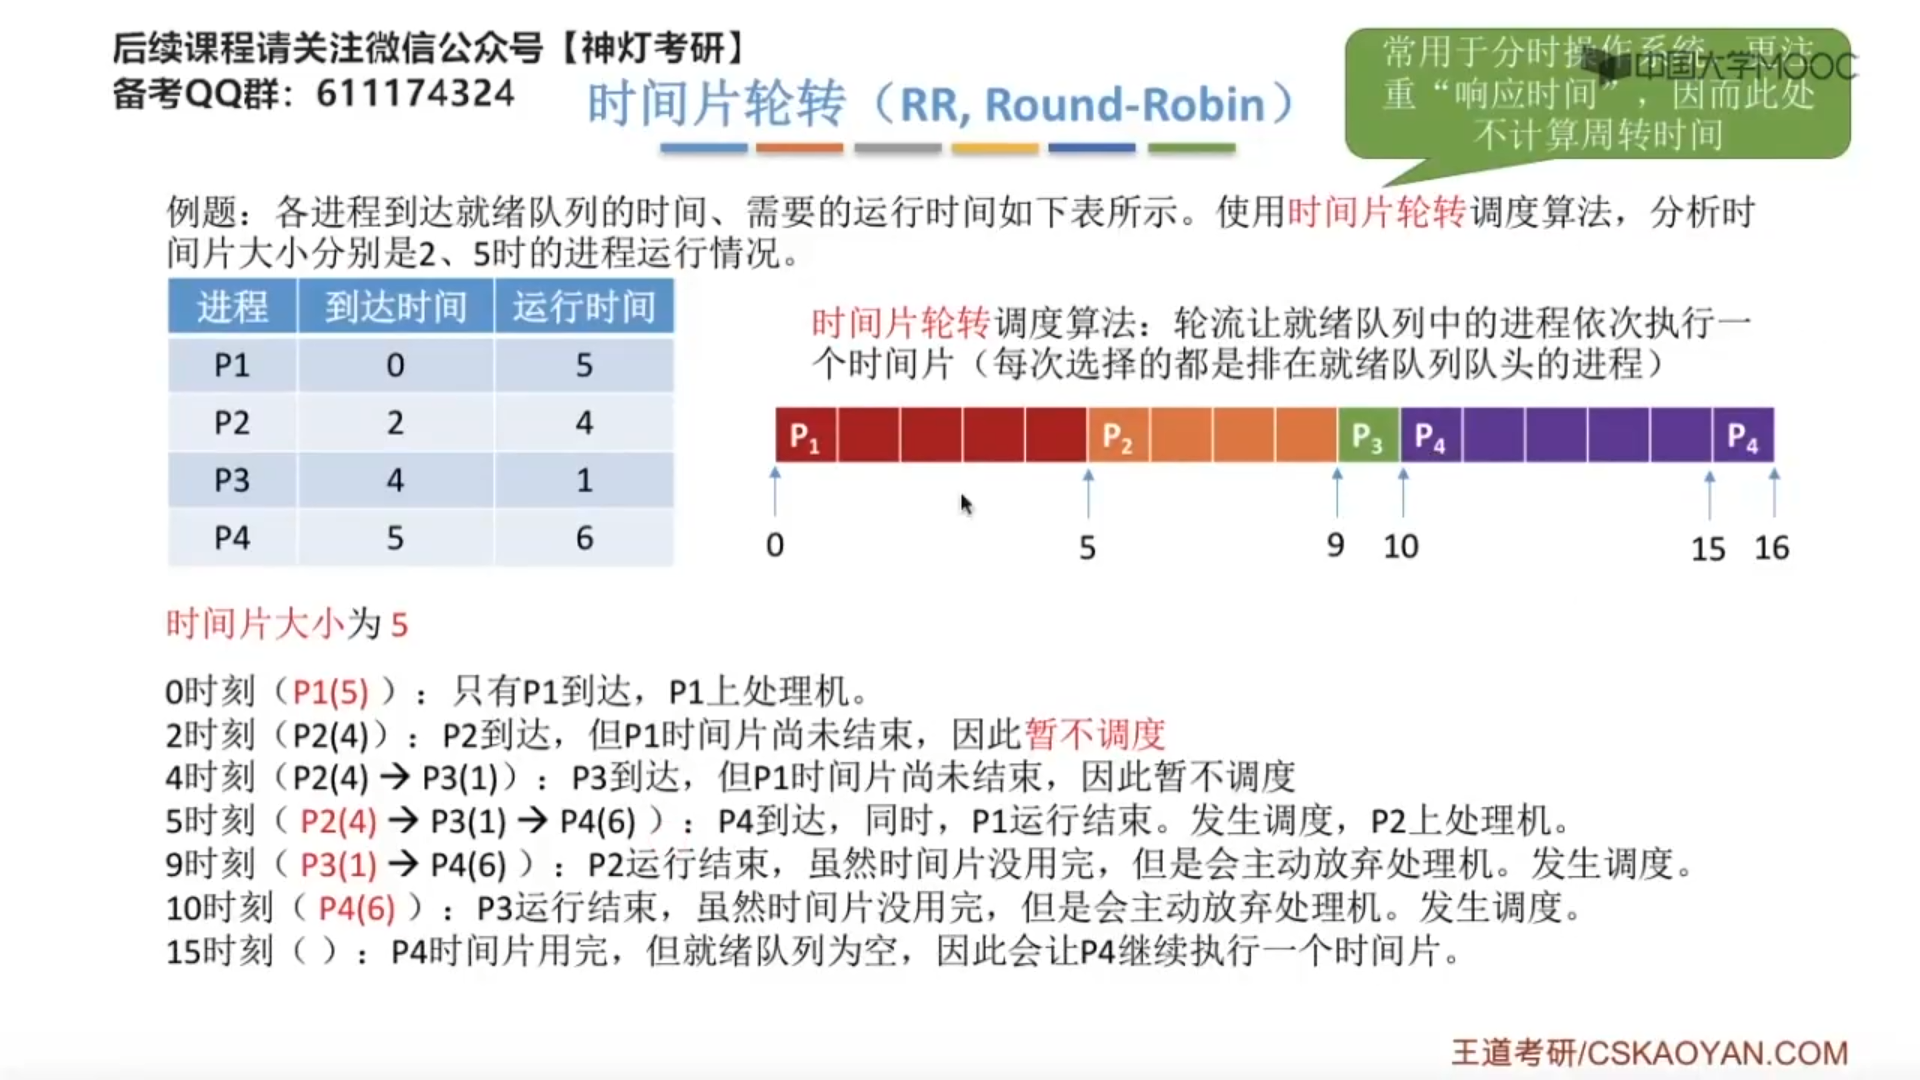 后续课程请关注微信公众号【神灯考研】
备考QQ群：611174324
时间片轮转（RR, Round-Robin）
常用于分时操作系统，更注
重“响应时间”，因而此处
不计算周转时间
中国大学MOOC
例题：各进程到达就绪队列的时间、需要的运行时间如下表所示。使用时间片轮转调度算法，分析时
间片大小分别是2、5时的进程运行情况。
进程 到达时间 运行时间
P1 0 5
P2 2 4
P3 4 1
P4 5 6
时间片轮转调度算法：轮流让就绪队列中的进程依次执行一
个时间片（每次选择的都是排在就绪队列队头的进程）
P1 P2 P3 P4 P4
0 5 9 10 15 16
时间片大小为 5
0时刻（P1(5) ）：只有P1到达，P1上处理机。
2时刻（P2(4)）：P2到达，但P1时间片尚未结束，因此暂不调度
4时刻（P2(4) → P3(1)）：P3到达，但P1时间片尚未结束，因此暂不调度
5时刻（ P2(4) → P3(1) → P4(6) ）：P4到达，同时，P1运行结束。发生调度，P2上处理机。
9时刻（ P3(1) → P4(6) ）：P2运行结束，虽然时间片没用完，但是会主动放弃处理机。发生调度。
10时刻（ P4(6) ）：P3运行结束，虽然时间片没用完，但是会主动放弃处理机。发生调度。
15时刻（ ）：P4时间片用完，但就绪队列为空，因此会让P4继续执行一个时间片。
王道考研/CSKAOYAN.COM